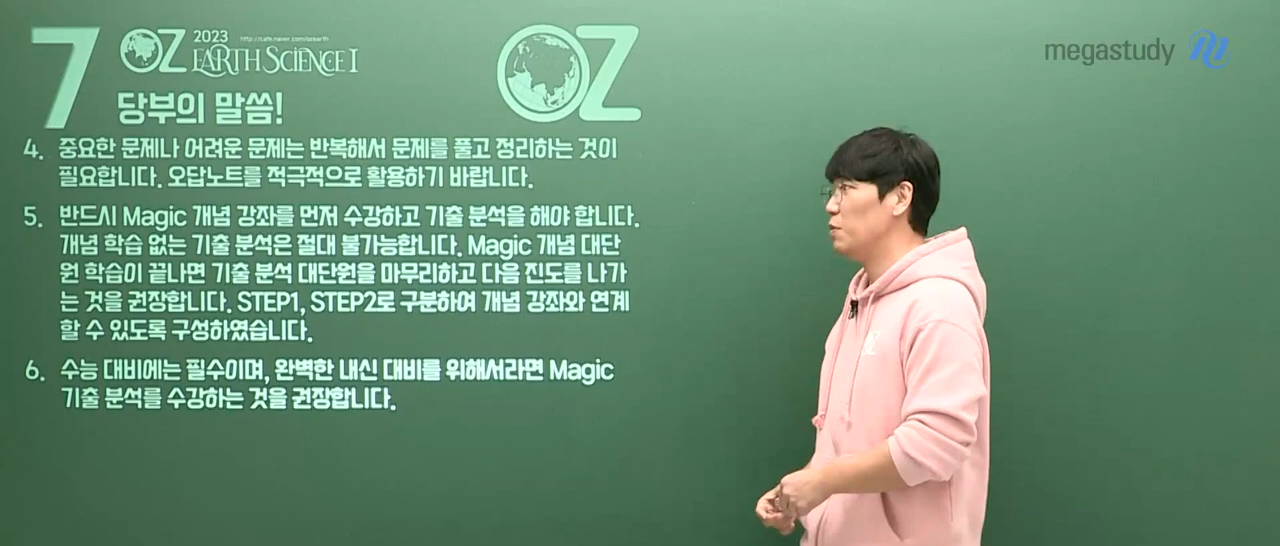 7
OZ 2023 http://cafe.naver.com/ozearth
EARTH SCIENCE I
OZ
megastudy
당부의 말씀!
4. 중요한 문제나 어려운 문제는 반복해서 문제를 풀고 정리하는 것이
필요합니다. 오답노트를 적극적으로 활용하기 바랍니다.
5. 반드시 Magic 개념 강좌를 먼저 수강하고 기출 분석을 해야 합니다.
개념 학습 없는 기출 분석은 절대 불가능합니다. Magic 개념 대단
원 학습이 끝나면 기출 분석 대단원을 마무리하고 다음 진도를 나가
는 것을 권장합니다. STEP1, STEP2로 구분하여 개념 강좌와 연계
할 수 있도록 구성하였습니다.
6. 수능 대비에는 필수이며, 완벽한 내신 대비를 위해서라면 Magic
기출 분석를 수강하는 것을 권장합니다.
OZ